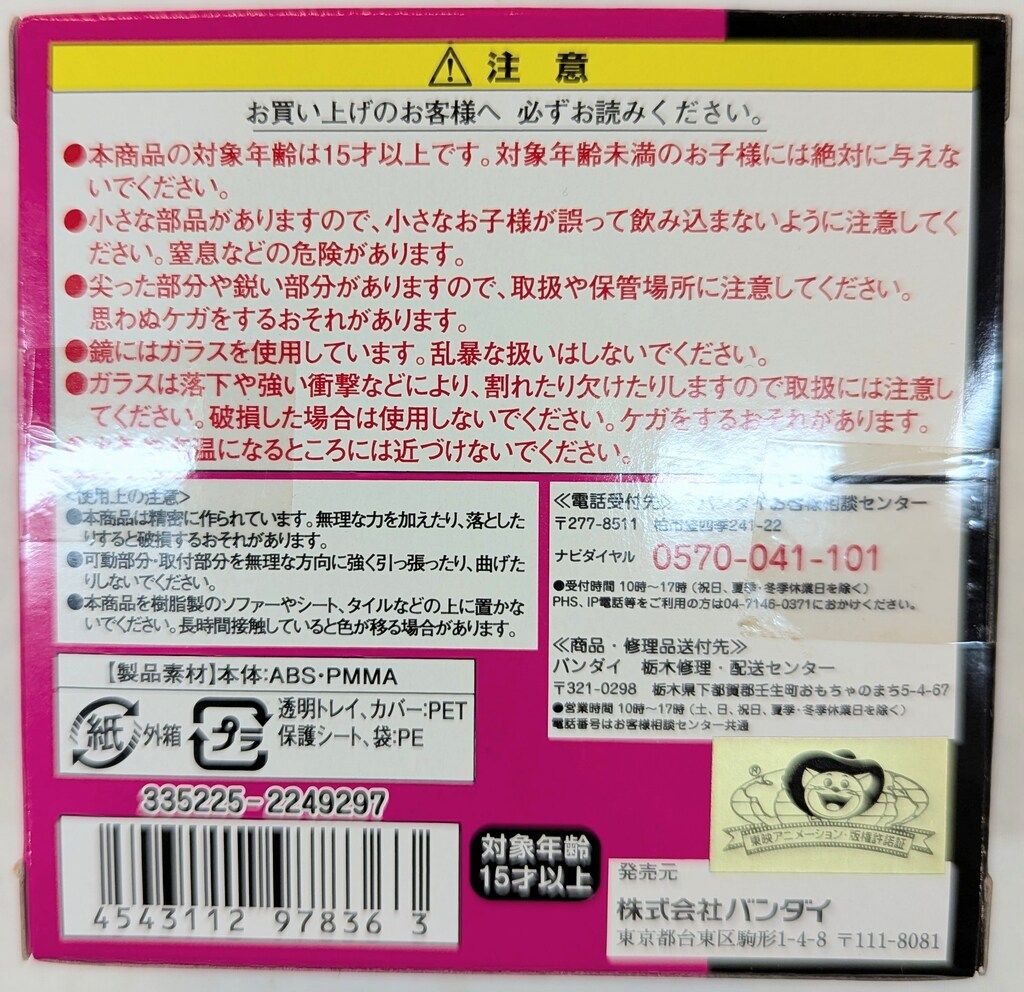 ⚠注意
お買い上げのお客様へ 必ずお読みください。
●本商品の対象年齢は15才以上です。対象年齢未満のお子様には絶対に与えな
いでください。
●小さな部品がありますので、小さなお子様が誤って飲み込まないように注意してく
ださい。窒息などの危険があります。
●尖った部分や鋭い部分がありますので、取扱や保管場所に注意してください。
思わぬケガをするおそれがあります。
●鏡にはガラスを使用しています。乱暴な扱いはしないでください。
●ガラスは落下や強い衝撃などにより、割れたり欠けたりしますので取扱には注意し
てください。破損した場合は使用しないでください。ケガをするおそれがあります。
温になるところには近づけないでください。
<使用上の注意>
●本商品は精密に作られています。無理な力を加えたり、落とした
りすると破損するおそれがあります。
●可動部分・取付部分を無理な方向に強く引っ張ったり、曲げた
りしないでください。
●本商品を樹脂製のソファーやシート、タイルなどの上に置かな
いでください。長時間接触していると色が移る場合があります。
【製品素材】本体:ABS・PMMA
紙 外箱
プラ 透明トレイ、カバー:PET
保護シート、袋:PE
335225-2249297
4543112 97836 3
対象年齢
15才以上
≪電話受付先≫ バンダイお客様相談センター
〒277-8511 柏市豊四季241-22
ナビダイヤル 0570-041-101
●受付時間 10時〜17時(祝日、夏季・冬季休業日を除く)
PHS、IP電話等をご利用の方は04-7146-0371におかけください。
≪商品・修理品送付先≫
バンダイ 栃木修理・配送センター
〒321-0298 栃木県下都賀郡壬生町おもちゃのまち5-4-67
●営業時間 10時〜17時(土、日、祝日、夏季・冬季休業日を除く)
電話番号はお客様相談センター共通
®
東映アニメーション・版権許諾証
発売元
株式会社バンダイ
東京都台東区駒形1-4-8 〒111-8081